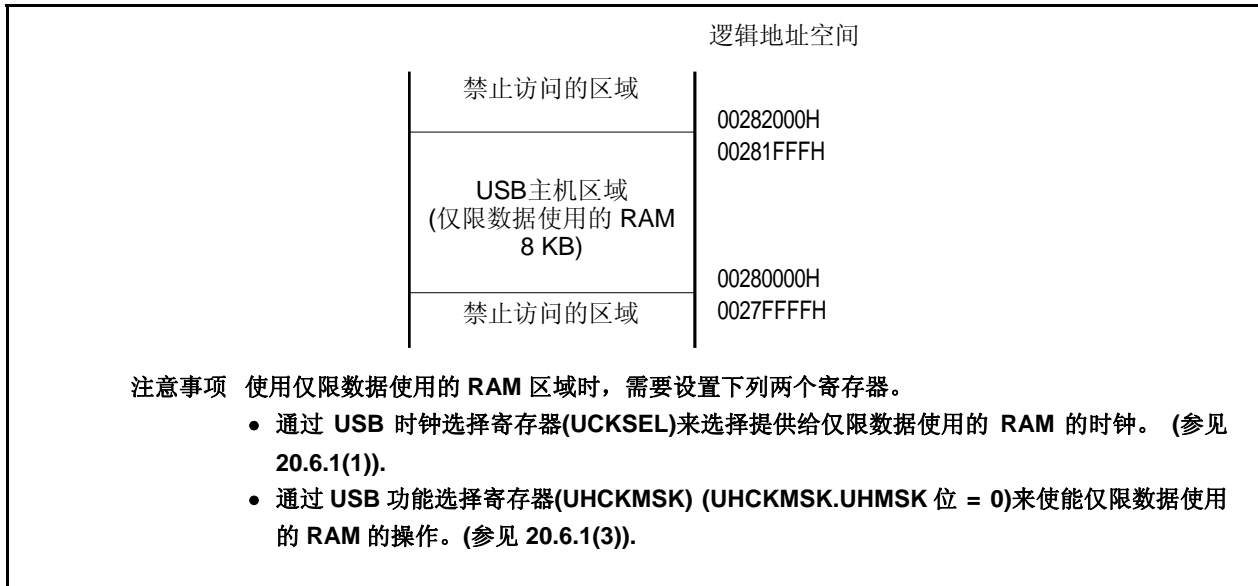 逻辑地址空间
禁止访问的区域
00282000H
00281FFFH
USB主机区域
(仅限数据使用的 RAM
8 KB)
00280000H
禁止访问的区域
0027FFFFH
注意事项 使用仅限数据使用的 RAM 区域时，需要设置下列两个寄存器。
● 通过 USB 时钟选择寄存器(UCKSEL)来选择提供给仅限数据使用的 RAM 的时钟。 (参见
20.6.1(1)).
● 通过 USB 功能选择寄存器(UHCKMSK) (UHCKMSK.UHMSK 位 = 0)来使能仅限数据使用
的 RAM 的操作。(参见 20.6.1(3)).